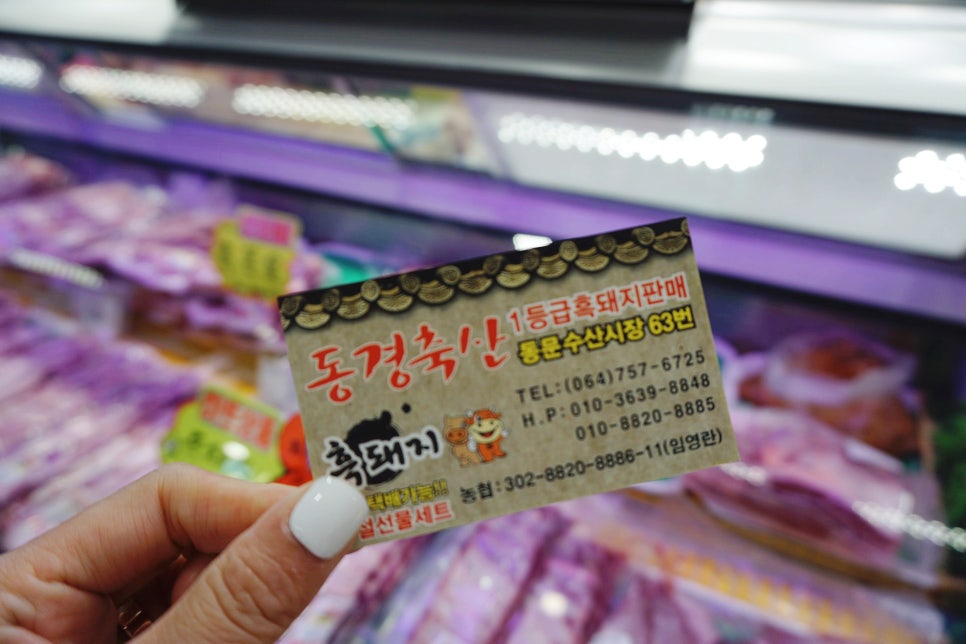 1등급흑돼지판매
동경축산
동문수산시장 63번
TEL:(064)757-6725
H.P:010-3639-8848
010-8820-8885
흑돼지
택배가능!!
설선물세트
농협:302-8820-8886-11(임영란)